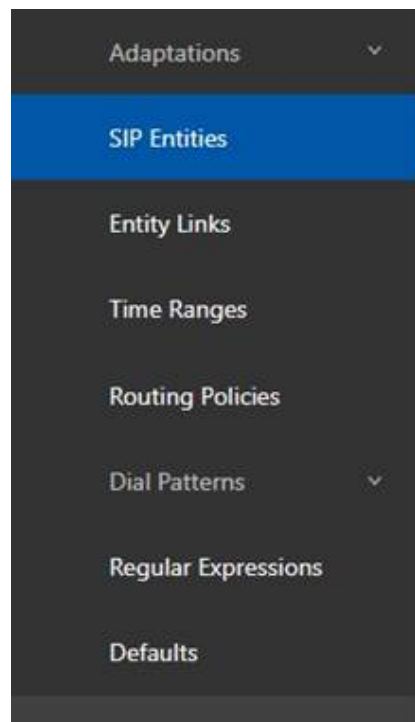 Adaptations
SIP Entities
Entity Links
Time Ranges
Routing Policies
Dial Patterns
Regular Expressions
Defaults